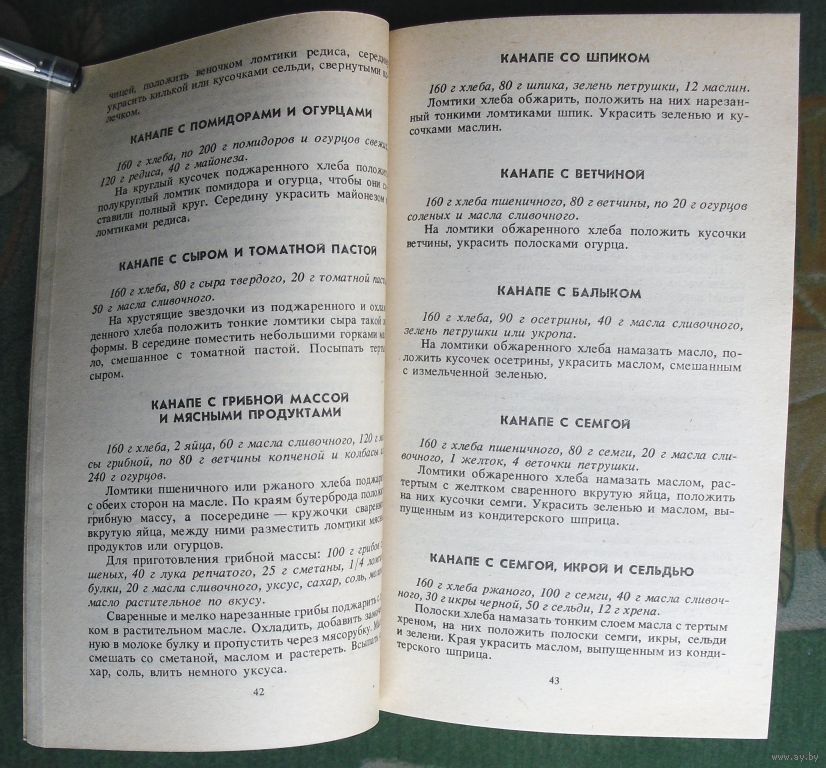 чицей, положить веночком ломтики редиса, середину
украсить килькой или кусочками сельди, свернутыми
лечком.
КАНАПЕ С ПОМИДОРАМИ И ОГУРЦАМИ
160 г хлеба, по 200 г помидоров и огурцов свежих,
120 г редиса, 40 г майонеза.
На круглый кусочек поджаренного хлеба положить
полукруглый ломтик помидора и огурца, чтобы они со-
ставили полный круг. Середину украсить майонезом и
ломтиками редиса.
КАНАПЕ С СЫРОМ И ТОМАТНОЙ ПАСТОЙ
160 г хлеба, 80 г сыра твердого, 20 г томатной пасты,
50 г масла сливочного.
На хрустящие звездочки из поджаренного и охлаж-
денного хлеба положить тонкие ломтики сыра такой же
формы. В середине поместить небольшими горками мас-
ло, смешанное с томатной пастой. Посыпать тертым
сыром.
КАНАПЕ С ГРИБНОЙ МАССОЙ
И МЯСНЫМИ ПРОДУКТАМИ
160 г хлеба, 2 яйца, 60 г масла сливочного, 120 г мас-
сы грибной, по 80 г ветчины копченой и колбасы
240 г огурцов.
Ломтики пшеничного или ржаного хлеба поджарить
с обеих сторон на масле. По краям бутерброда положить
грибную массу, а посередине — кружочки сваренного
вкрутую яйца, между ними разместить ломтики мясных
продуктов или огурцов.
Для приготовления грибной массы: 100 г грибов
шеных, 40 г лука репчатого, 25 г сметаны, 1/4
булки, 20 г масла сливочного, уксус, сахар, соль,
масло растительное по вкусу.
Сваренные и мелко нарезанные грибы поджарить с
ком в растительном масле. Охладить, добавить замочен-
ную в молоке булку и пропустить через мясорубку.
смешать со сметаной, маслом и растереть. Всыпать
хар, соль, влить немного уксуса.
42
КАНАПЕ СО ШПИКОМ
160 г хлеба, 80 г шпика, зелень петрушки, 12 маслин.
Ломтики хлеба обжарить, положить на них нарезан-
ный тонкими ломтиками шпик. Украсить зеленью и ку-
сочками маслин.
КАНАПЕ С ВЕТЧИНОЙ
160 г хлеба пшеничного, 80 г ветчины, по 20 г огурцов
соленых и масла сливочного.
На ломтики обжаренного хлеба положить кусочки
ветчины, украсить полосками огурца.
КАНАПЕ С БАЛЫКОМ
160 г хлеба, 90 г осетрины, 40 г масла сливочного,
зелень петрушки или укропа.
На ломтики обжаренного хлеба намазать масло, по-
ложить кусочек осетрины, украсить маслом, смешанным
с измельченной зеленью.
КАНАПЕ С СЕМГОЙ
160 г хлеба пшеничного, 80 г семги, 20 г масла сли-
вочного, 1 желток, 4 веточки петрушки.
Ломтики обжаренного хлеба намазать маслом, рас-
тертым с желтком сваренного вкрутую яйца, положить
на них кусочки семги. Украсить зеленью и маслом, вы-
пущенным из кондитерского шприца.
КАНАПЕ С СЕМГОЙ, ИКРОЙ И СЕЛЬДЬЮ
160 г хлеба ржаного, 100 г семги, 40 г масла сливоч-
ного, 30 г икры черной, 50 г сельди, 12 г хрена.
Полоски хлеба намазать тонким слоем масла с тертым
хреном, на них положить полоски семги, икры, сельди
и зелени. Края украсить маслом, выпущенным из конди-
терского шприца.
43
www.ay.by